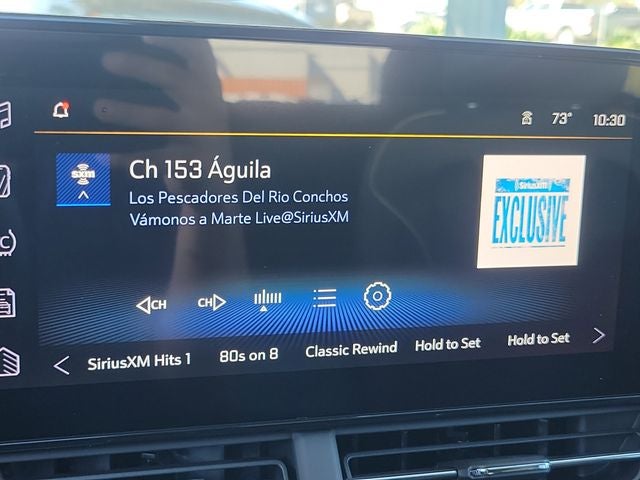 73° 10:30
sxm
Ch 153 Águila
Los Pescadores Del Rio Conchos
Vámonos a Marte Live@SiriusXM
SiriusXM
EXCLUSIVE
CH CH
SiriusXM Hits 1 80s on 8 Classic Rewind Hold to Set Hold to Set